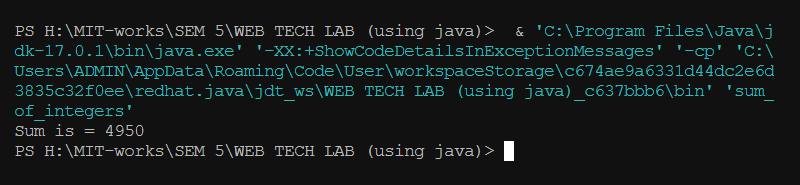 PS H:\MIT-works\SEM 5\WEB TECH LAB (using java)>  & 'C:\Program Files\Java\j
dk-17.0.1\bin\java.exe' '-XX:+ShowCodeDetailsInExceptionMessages' '-cp' 'C:\
Users\ADMIN\AppData\Roaming\Code\User\workspaceStorage\c674ae9a6331d44dc2e6d
3835c32f0ee\redhat.java\jdt_ws\WEB TECH LAB (using java)_c637bbb6\bin' 'sum_
of_integers'
Sum is = 4950
PS H:\MIT-works\SEM 5\WEB TECH LAB (using java)>